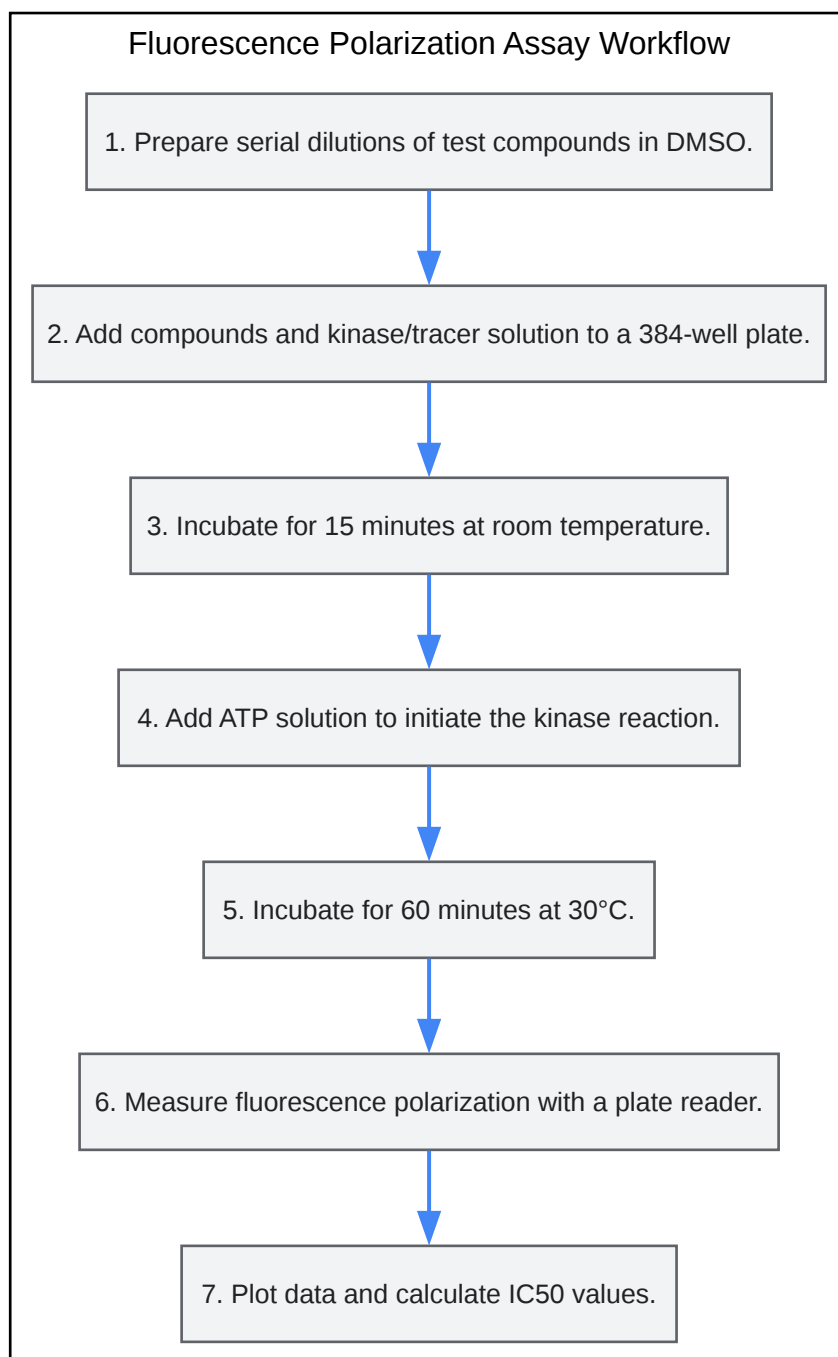 Fluorescence Polarization Assay Workflow
1. Prepare serial dilutions of test compounds in DMSO.
2. Add compounds and kinase/tracer solution to a 384-well plate.
3. Incubate for 15 minutes at room temperature.
4. Add ATP solution to initiate the kinase reaction.
5. Incubate for 60 minutes at 30°C.
6. Measure fluorescence polarization with a plate reader.
7. Plot data and calculate IC50 values.